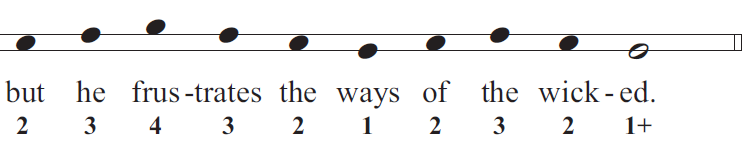 but he frus-trates the ways of the wick-ed.
2 3 4 3 2 1 2 3 2 1+